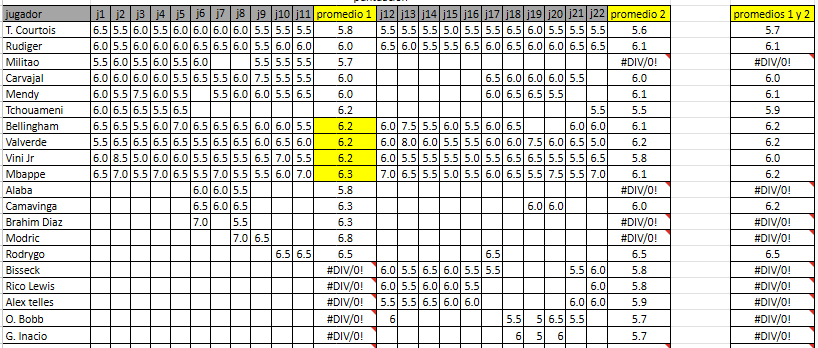 jugador j1 j2 j3 j4 j5 j6 j7 j8 j9 j10 j11 promedio 1 j12 j13 j14 j15 j16 j17 j18 j19 j20 j21 j22 promedio 2 promedios 1 y 2
T. Courtois 6.5 5.5 6.0 5.5 6.0 6.0 6.0 6.0 5.5 5.5 5.5 5.8 5.5 5.5 5.5 5.0 5.5 5.5 6.5 6.0 5.5 5.5 5.5 5.6 5.7
Rudiger 6.0 5.5 6.0 5.5 6.0 6.5 6.5 6.0 5.5 6.5 6.0 6.0 6.5 6.0 5.5 6.5 6.0 5.5 6.5 6.0 6.0 6.5 6.5 6.1 6.1
Militao 5.5 6.0 5.5 6.0 5.5 6.0 5.5 5.5 5.5 5.7 #DIV/0! #DIV/0!
Carvajal 6.0 6.0 6.0 6.0 5.5 6.5 5.5 6.0 7.5 5.5 5.5 6.0 6.5 6.0 6.0 6.0 5.5 6.0 6.0
Mendy 6.0 5.5 7.5 6.0 5.5 5.5 6.0 6.0 5.5 6.5 6.0 6.0 6.5 6.5 5.5 6.1 6.1
Tchouameni 6.0 6.5 6.5 5.5 6.5 6.2 5.5 5.5 5.9
Bellingham 6.5 6.5 5.5 6.0 7.0 6.5 6.5 6.5 6.0 6.0 5.5 6.2 6.0 7.5 5.5 6.0 5.5 6.0 6.5 6.0 6.0 6.1 6.2
Valverde 5.5 6.5 6.5 6.5 6.5 6.5 5.5 6.5 6.5 6.5 6.0 6.2 6.0 8.0 6.0 5.5 5.5 6.0 6.0 7.5 6.0 6.5 5.0 6.2 6.2
Vini Jr 6.0 8.5 5.0 6.0 6.0 5.5 6.5 6.5 6.5 7.0 5.5 6.2 6.0 5.5 5.5 5.5 5.0 5.5 6.5 5.5 5.5 6.5 6.5 5.8 6.0
Mbappe 6.5 7.0 5.5 7.0 6.5 5.5 7.0 5.5 5.5 6.0 7.0 6.3 7.0 6.5 5.5 5.0 5.5 6.0 6.5 5.5 7.5 5.5 7.0 6.1 6.2
Alaba 6.0 6.0 5.5 5.8 #DIV/0! #DIV/0!
Camavinga 6.5 6.0 6.5 6.3 6.0 6.0 6.0 6.2
Brahim Diaz 7.0 5.5 6.3 #DIV/0! #DIV/0!
Modric 7.0 6.5 6.8 #DIV/0! #DIV/0!
Rodrygo 6.5 6.5 6.5 6.5 6.5 6.5
Bisseck #DIV/0! 6.0 5.5 6.5 6.0 5.5 5.5 5.5 6.0 5.8 #DIV/0!
Rico Lewis #DIV/0! 6.0 5.5 6.0 6.0 5.5 6.0 5.8 #DIV/0!
Alex telles #DIV/0! 5.5 5.5 6.5 6.0 6.0 6.0 6.0 5.9 #DIV/0!
O. Bobb #DIV/0! 6 5.5 5 6.5 5.5 5.7 #DIV/0!
G. Inacio #DIV/0! 6 5 6 5.7 #DIV/0!